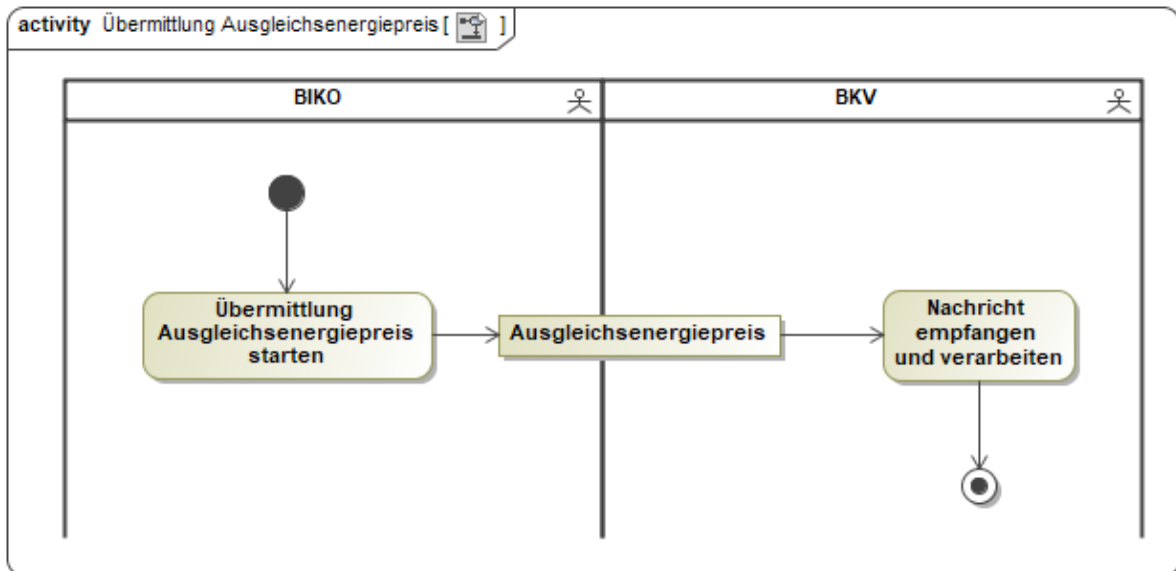 activity Übermittlung Ausgleichsenergiepreis [ ]
BIKO
BKV
Übermittlung
Ausgleichsenergiepreis
starten
Ausgleichsenergiepreis
Nachricht
empfangen
und verarbeiten